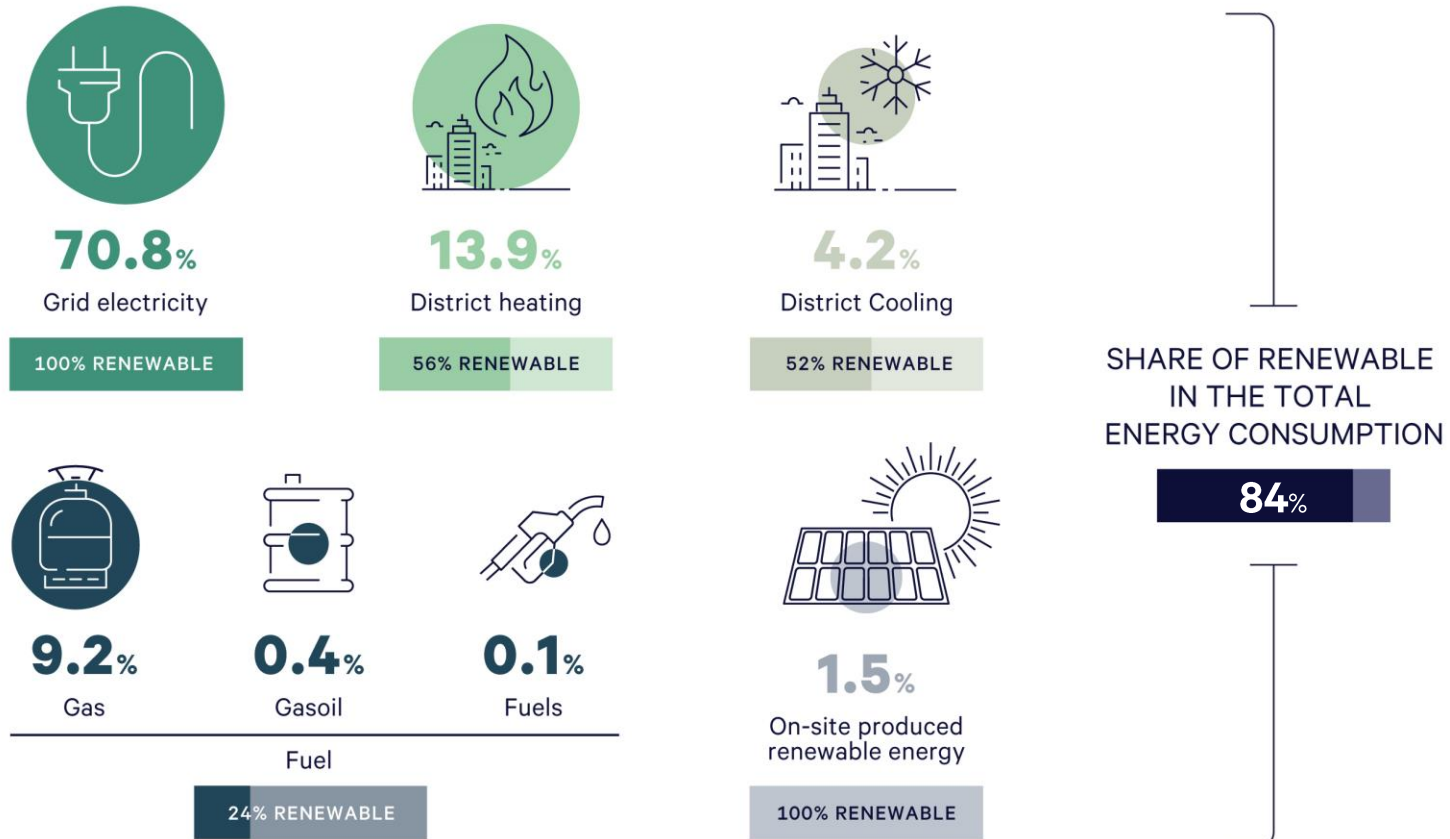 70.8%
Grid electricity
100% RENEWABLE
13.9%
District heating
56% RENEWABLE
4.2%
District Cooling
52% RENEWABLE
9.2%
Gas
0.4%
Gasoil
0.1%
Fuels
Fuel
24% RENEWABLE
1.5%
On-site produced
renewable energy
100% RENEWABLE
SHARE OF RENEWABLE
IN THE TOTAL
ENERGY CONSUMPTION
84%